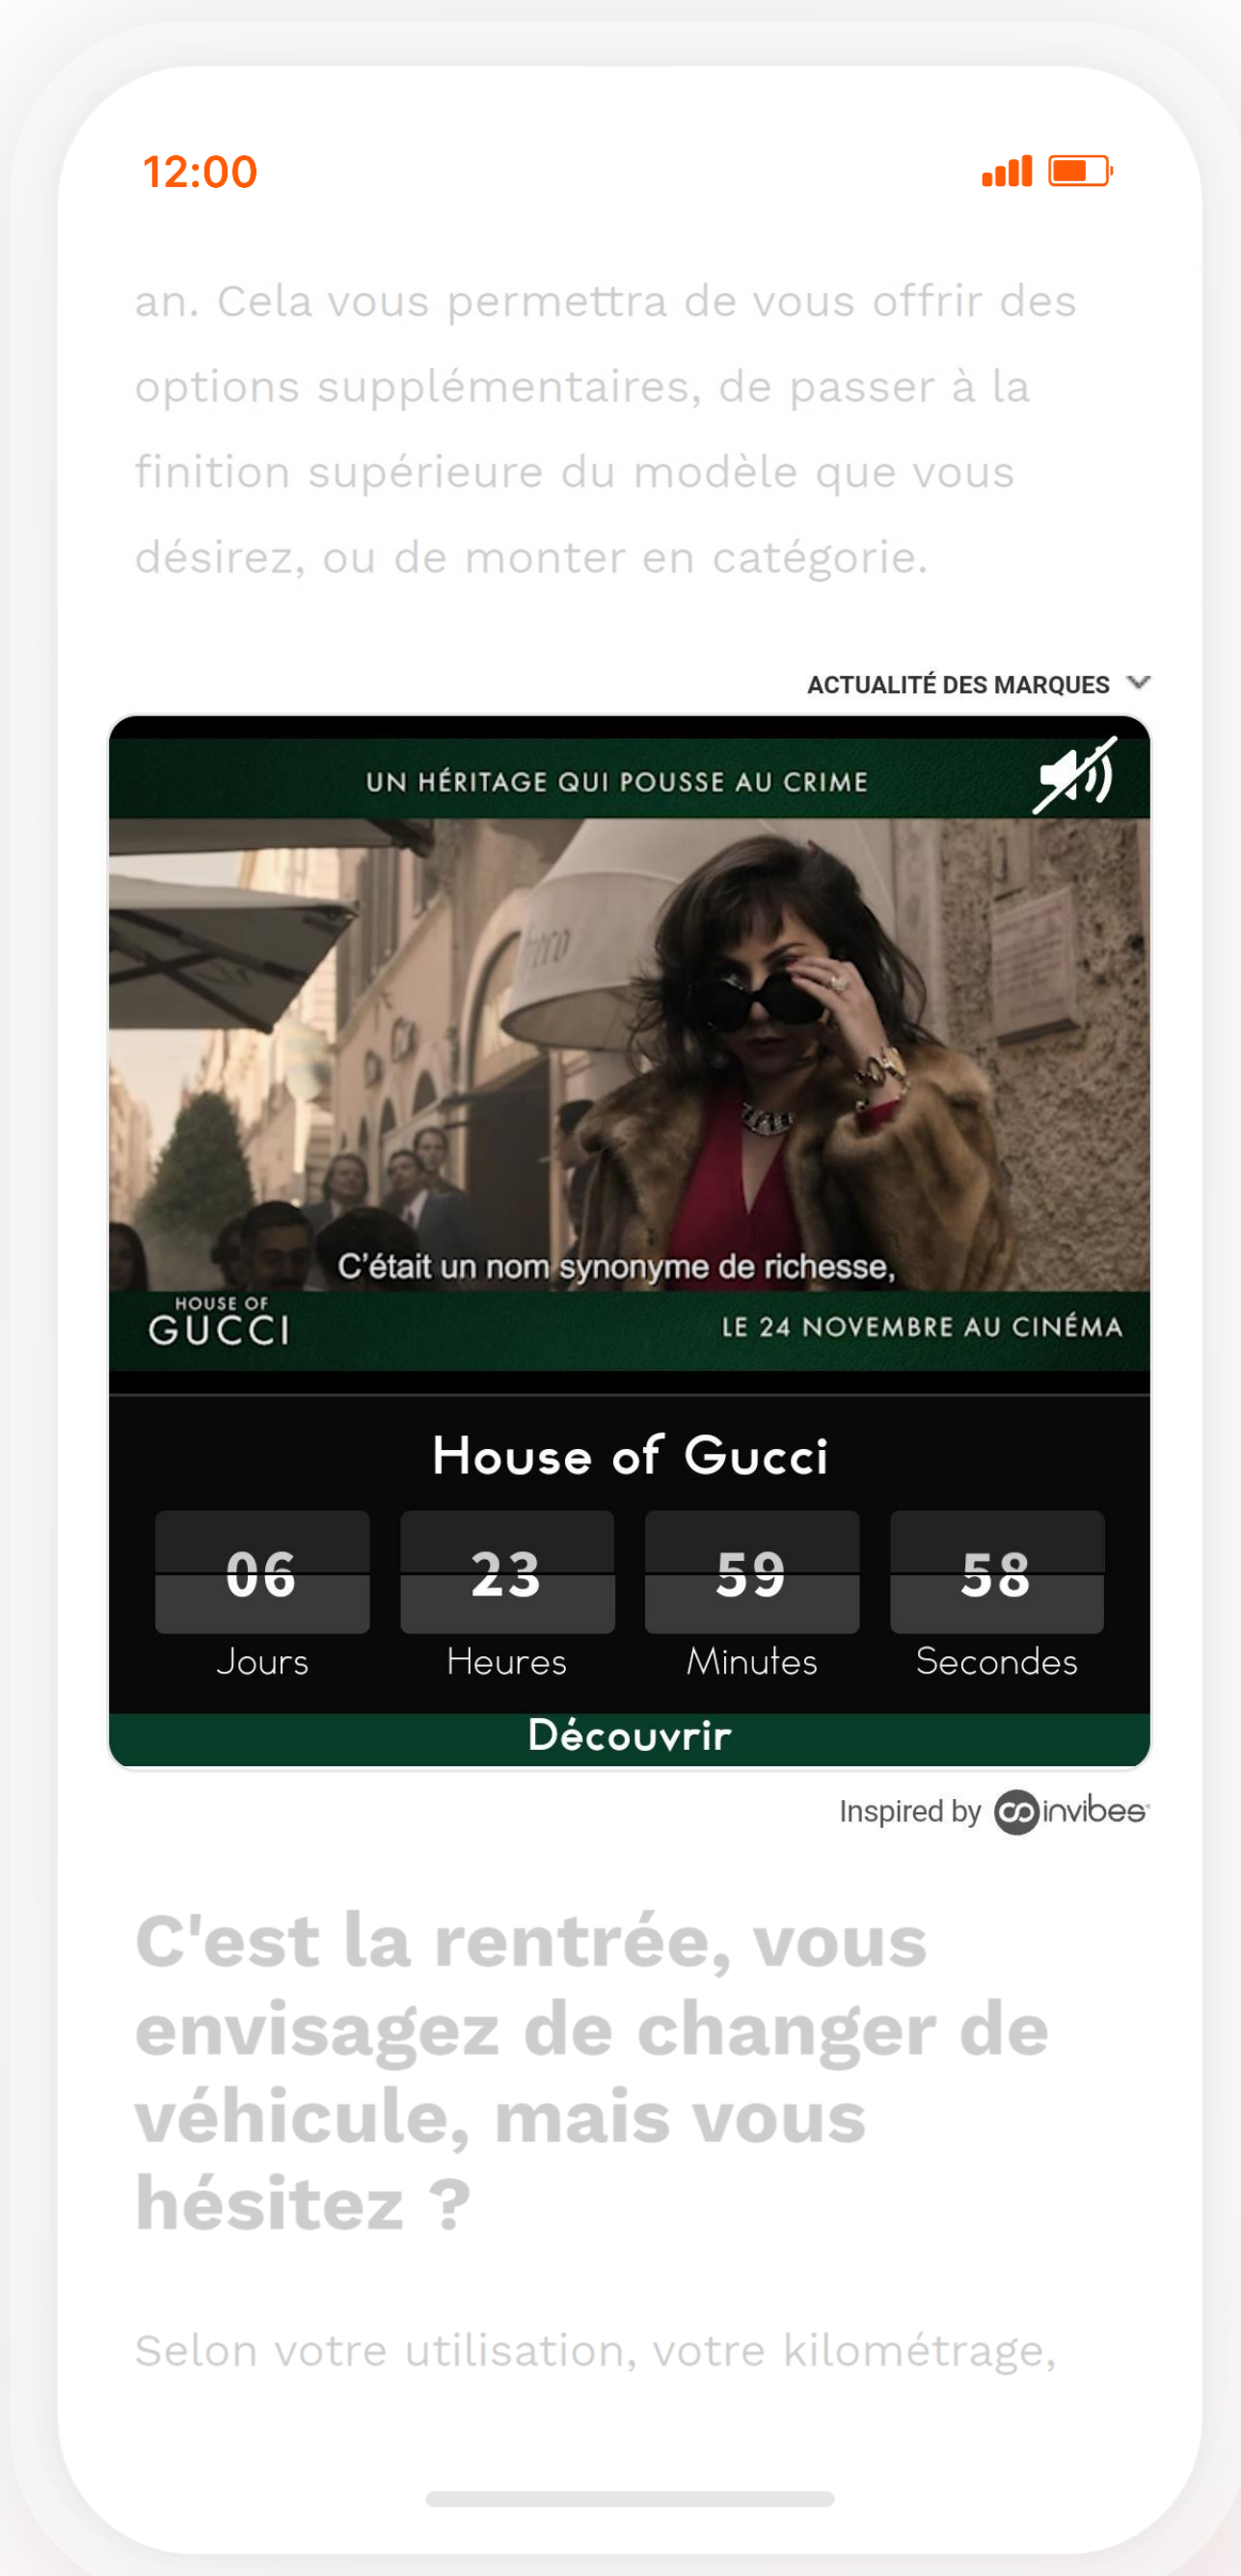 12:00
an. Cela vous permettra de vous offrir des
options supplémentaires, de passer à la
finition supérieure du modèle que vous
désirez, ou de monter en catégorie.
ACTUALITÉ DES MARQUES
UN HÉRITAGE QUI POUSSE AU CRIME
C'était un nom synonyme de richesse,
HOUSE OF
GUCCI
LE 24 NOVEMBRE AU CINÉMA
House of Gucci
06 23 59 58
Jours Heures Minutes Secondes
Découvrir
Inspired by invibes
C'est la rentrée, vous
envisagez de changer de
véhicule, mais vous
hésitez ?
Selon votre utilisation, votre kilométrage,